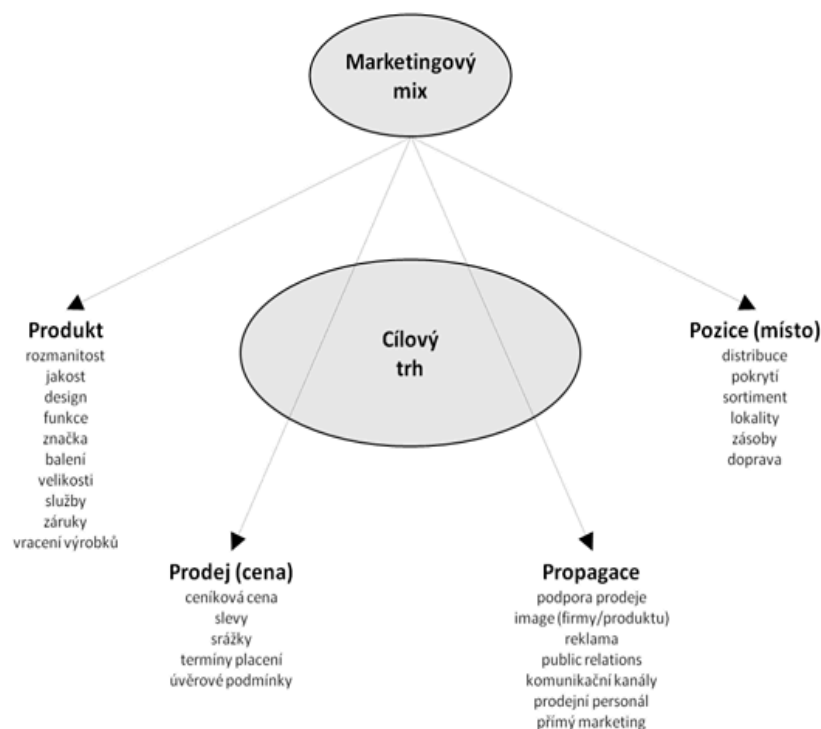 Marketingový
mix
Cílový
trh
Produkt
rozmanitost
jakost
design
funkce
značka
balení
velikosti
služby
záruky
vracení výrobků
Prodej (cena)
ceníková cena
slevy
srážky
termíny placení
úvěrové podmínky
Propagace
podpora prodeje
image (firmy/produktu)
reklama
public relations
komunikační kanály
prodejní personál
přímý marketing
Pozice (místo)
distribuce
pokrytí
sortiment
lokality
zásoby
doprava